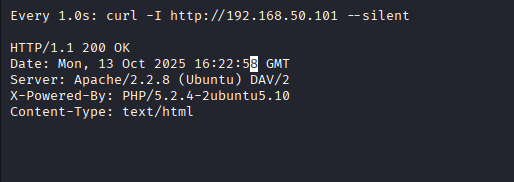 Every 1.0s: curl -I http://192.168.50.101 --silent
HTTP/1.1 200 OK
Date: Mon, 13 Oct 2025 16:22:58 GMT
Server: Apache/2.2.8 (Ubuntu) DAV/2
X-Powered-By: PHP/5.2.4-2ubuntu5.10
Content-Type: text/html